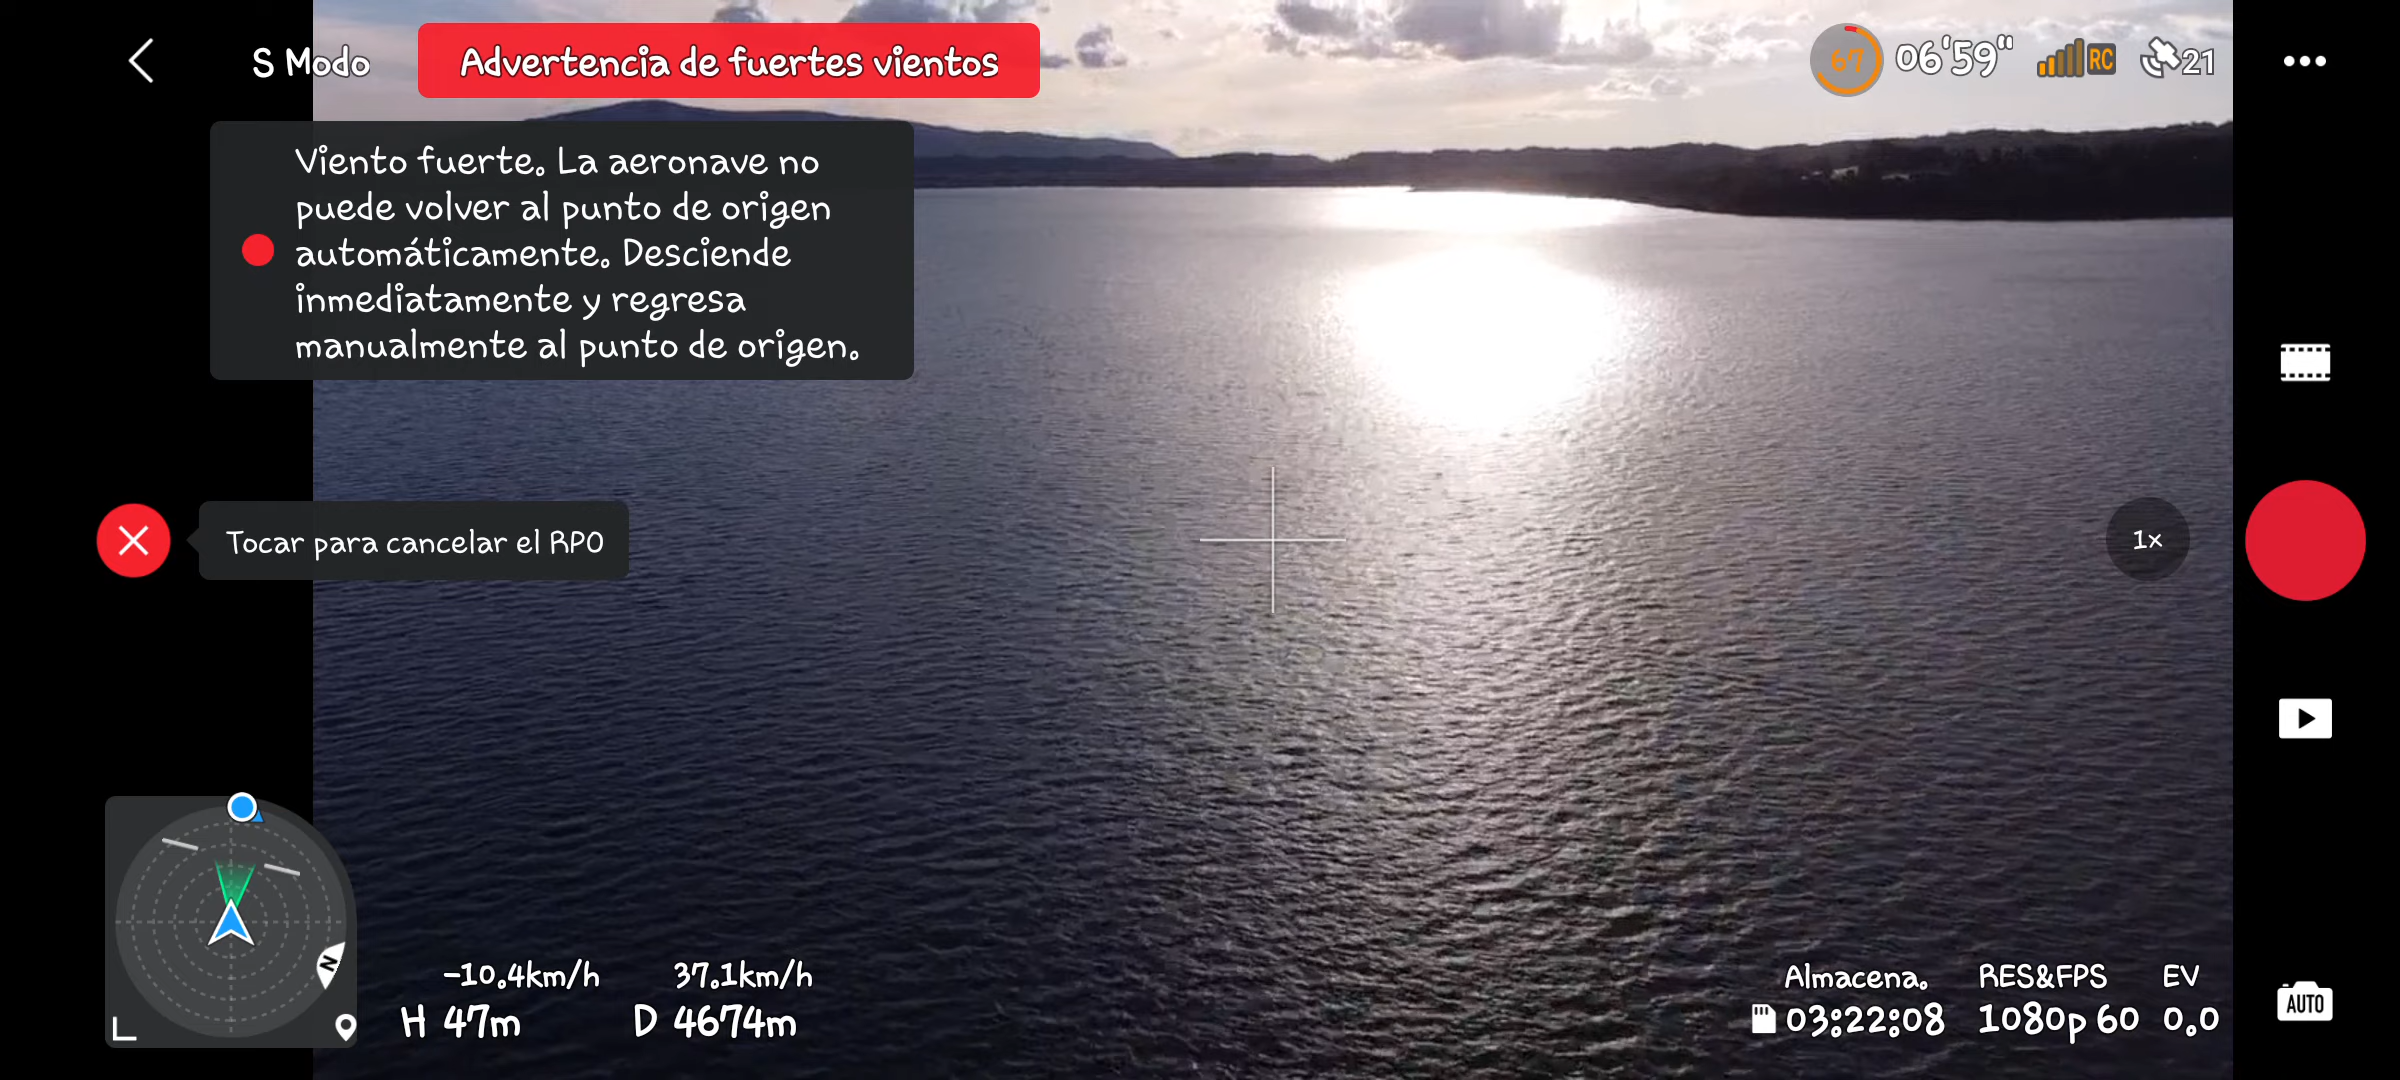 S Modo
Advertencia de fuertes vientos
67
06'59"
RC
21
Viento fuerte. La aeronave no
puede volver al punto de origen
automáticamente. Desciende
inmediatamente y regresa
manualmente al punto de origen.
Tocar para cancelar el RPO
1x
N
L
-10.4km/h
37.1km/h
H 47m
D 4674m
Almacena.
RES&FPS
EV
03:22:08
1080p 60
0.0
AUTO